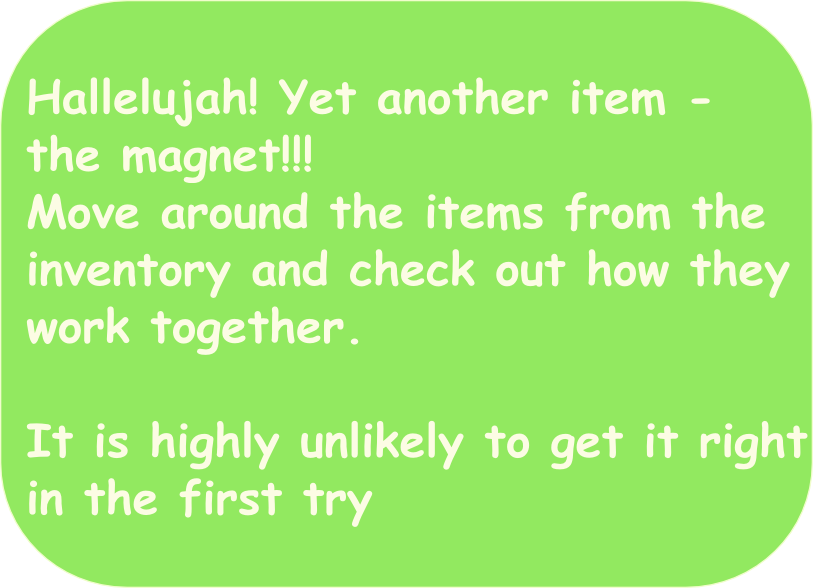 Hallelujah! Yet another item -
the magnet!!!
Move around the items from the
inventory and check out how they
work together.
It is highly unlikely to get it right
in the first try